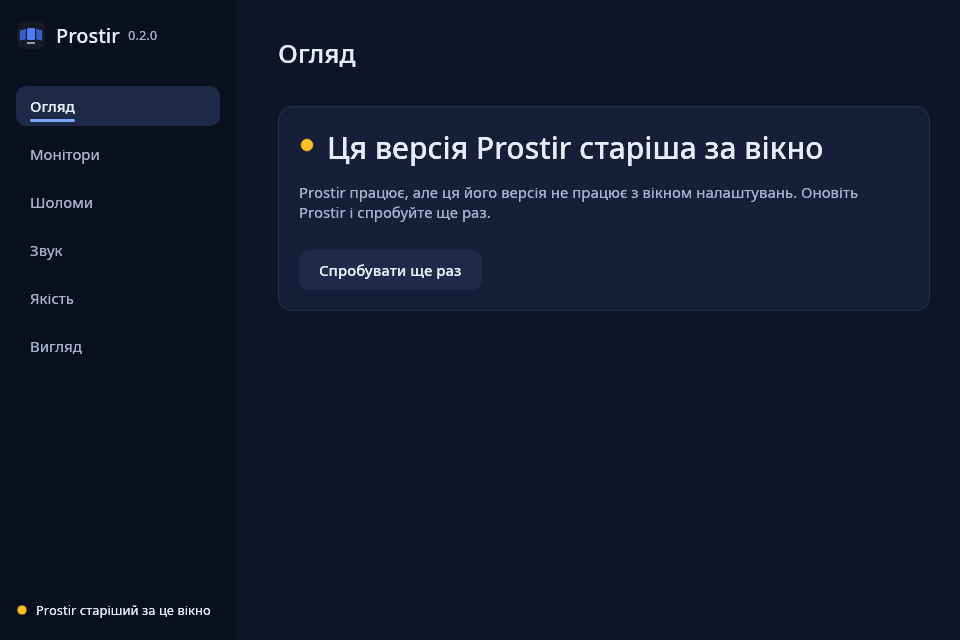 Prostir 0.2.0
Огляд
Монітори
Шоломи
Звук
Якість
Вигляд
Prostir старіший за це вікно
Огляд
Ця версія Prostir старіша за вікно
Prostir працює, але ця його версія не працює з вікном налаштувань. Оновіть
Prostir і спробуйте ще раз.
Спробувати ще раз